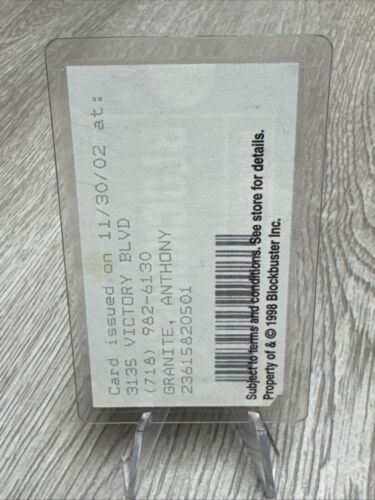 Card issued on 11/30/02 at:
3135 VICTORY BLVD
(718) 982-6130
GRANITE, ANTHONY
23615820501
Subject to terms and conditions. See store for details.
Property of & © 1998 Blockbuster Inc.